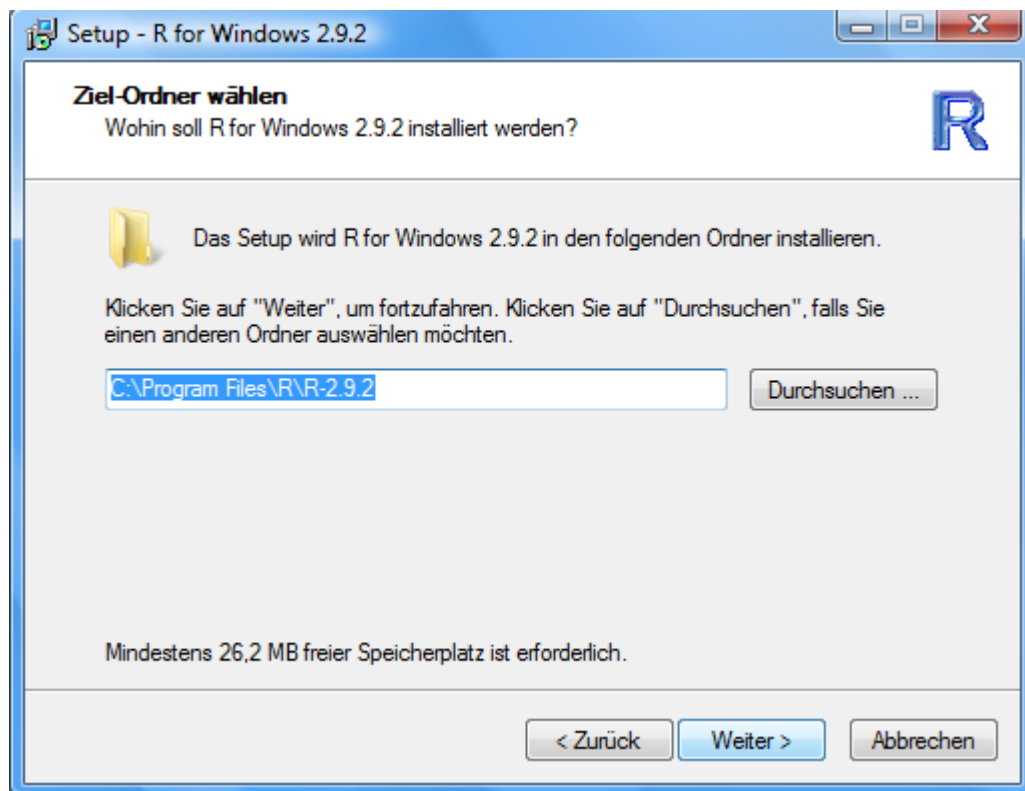 Setup - R for Windows 2.9.2
Ziel-Ordner wählen
Wohin soll R for Windows 2.9.2 installiert werden?
R
Das Setup wird R for Windows 2.9.2 in den folgenden Ordner installieren.
Klicken Sie auf "Weiter", um fortzufahren. Klicken Sie auf "Durchsuchen", falls Sie
einen anderen Ordner auswählen möchten.
C:\Program Files\R\R-2.9.2
Durchsuchen ...
Mindestens 26,2 MB freier Speicherplatz ist erforderlich.
< Zurück
Weiter >
Abbrechen